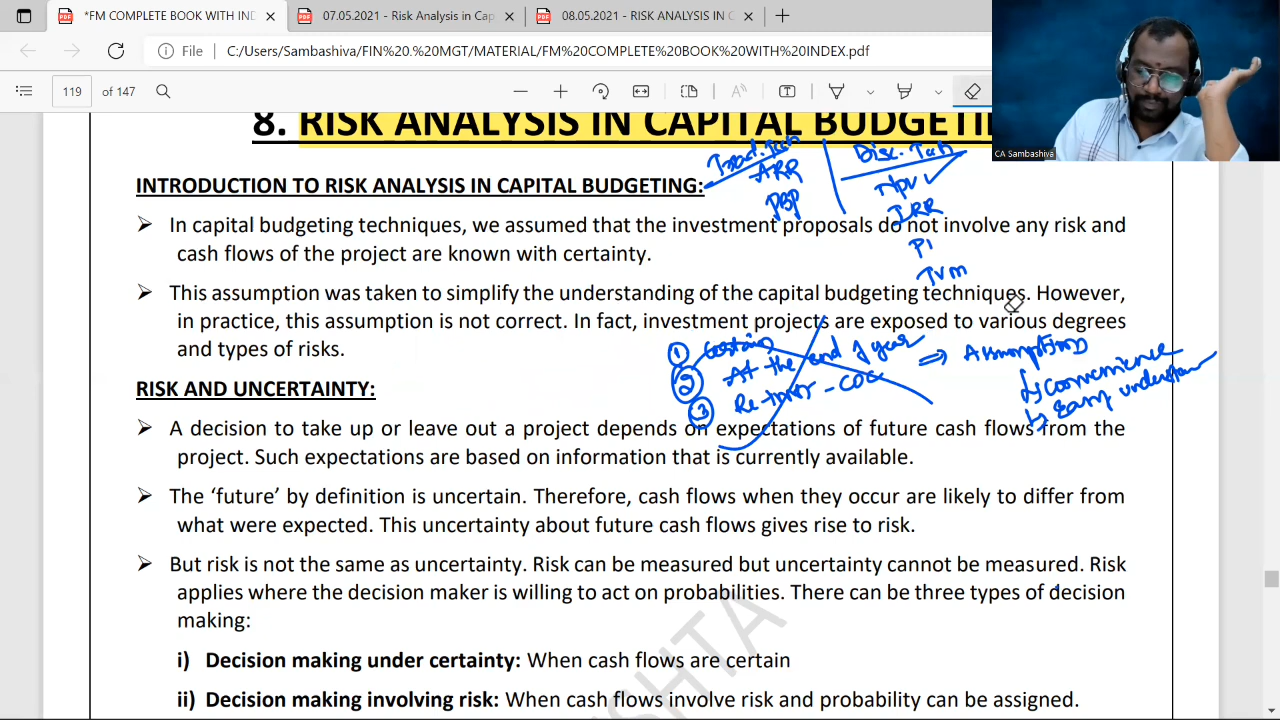 *FM COMPLETE BOOK WITH IND
07.05.2021 - Risk Analysis in Cap
08.05.2021 - RISK ANALYSIS IN C
File
C:/Users/Sambashiva/FIN%20.%20MGT/MATERIAL/FM%20COMPLETE%20BOOK%20WITH%20INDEX.pdf
119 of 147
CA Sambashiva
8. RISK ANALYSIS IN CAPITAL BUDGETI
Disc. Tech
ARR
NPV
PBP
IRR
PI
TVM
INTRODUCTION TO RISK ANALYSIS IN CAPITAL BUDGETING:
In capital budgeting techniques, we assumed that the investment proposals do not involve any risk and
cash flows of the project are known with certainty.
This assumption was taken to simplify the understanding of the capital budgeting techniques. However,
in practice, this assumption is not correct. In fact, investment projects are exposed to various degrees
and types of risks.
① Certain
② At the end of year ⇒ Assumptions
③ Re-Invest - COC
↳ Convenience
↳ Easy understan
RISK AND UNCERTAINTY:
A decision to take up or leave out a project depends on expectations of future cash flows from the
project. Such expectations are based on information that is currently available.
The ‘future’ by definition is uncertain. Therefore, cash flows when they occur are likely to differ from
what were expected. This uncertainty about future cash flows gives rise to risk.
But risk is not the same as uncertainty. Risk can be measured but uncertainty cannot be measured. Risk
applies where the decision maker is willing to act on probabilities. There can be three types of decision
making:
i) Decision making under certainty: When cash flows are certain
ii) Decision making involving risk: When cash flows involve risk and probability can be assigned.
SHTA